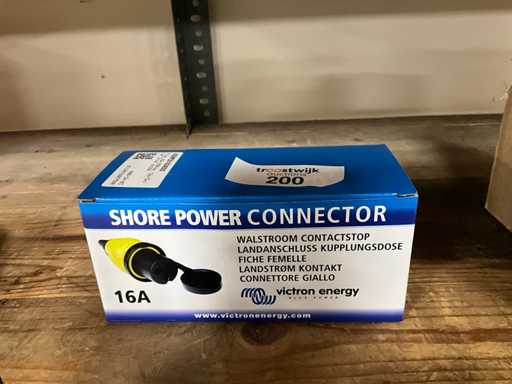 troostwijk
200
SHORE POWER CONNECTOR
WALSTROOM CONTACTSTOP
LANDANSCHLUSS KUPPLUNGSDOSE
FICHE FEMELLE
LANDSTRØM KONTAKT
CONNETTORE GIALLO
16A
victron energy
BLUE POWER
www.victronenergy.com